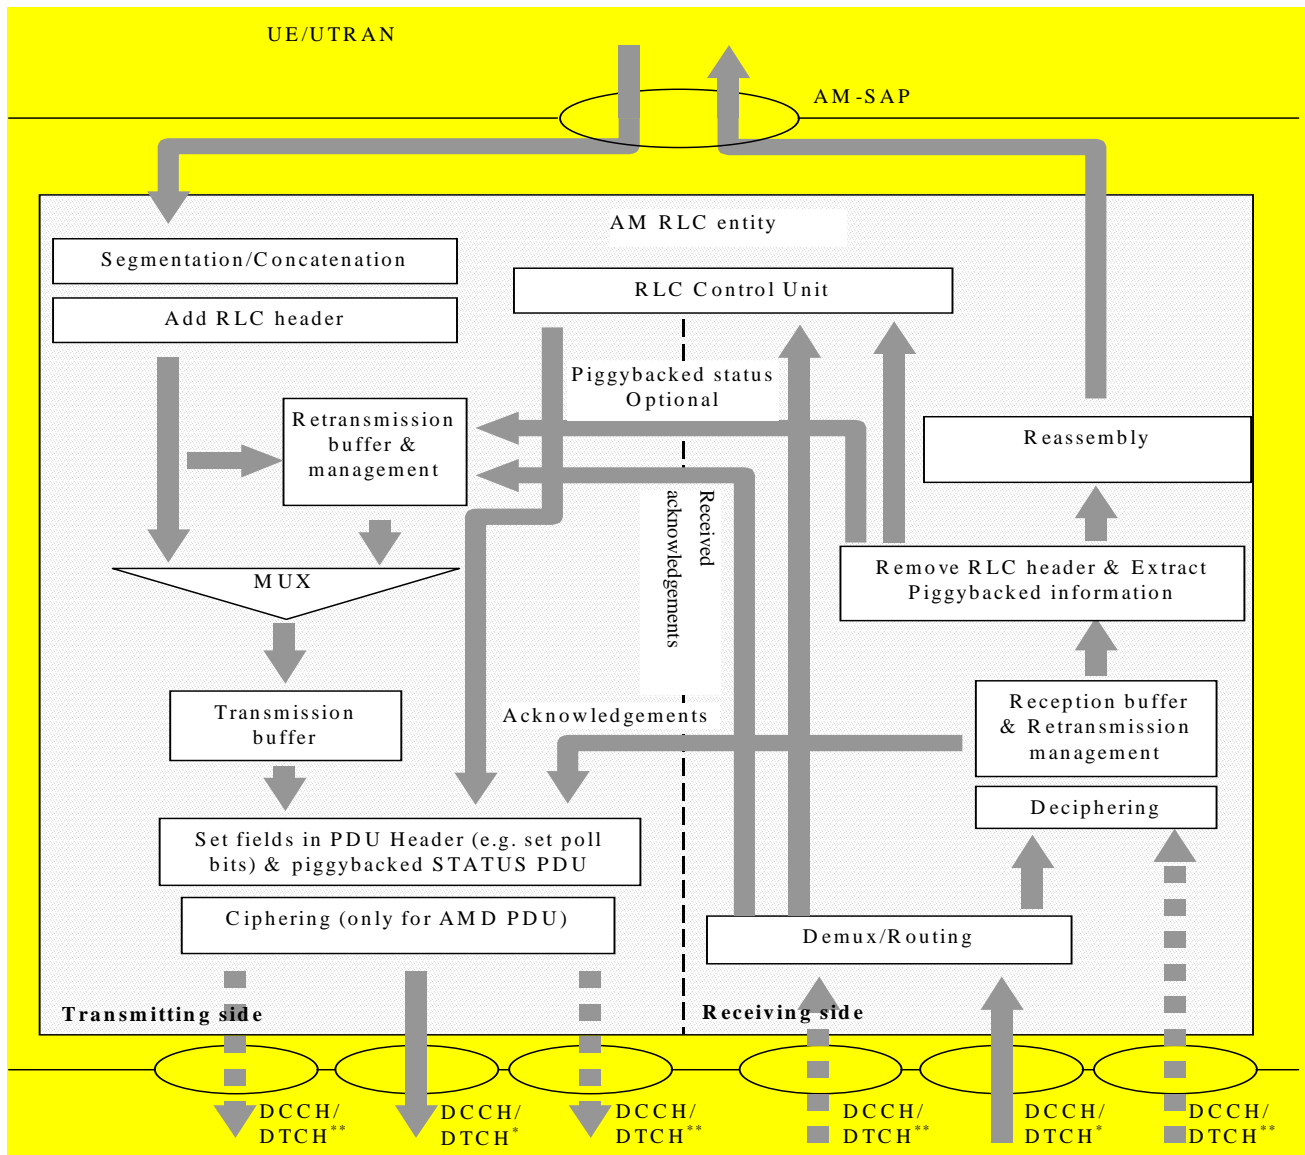 UE/UTRAN
AM-SAP
AM RLC entity
Segmentation/Concatenation
Add RLC header
RLC Control Unit
Piggybacked status
Optional
Retransmission
buffer &
management
Reassembly
Received
acknowledgements
MUX
Remove RLC header & Extract
Piggybacked information
Transmission
buffer
Acknowledgements
Reception buffer
& Retransmission
management
Deciphering
Set fields in PDU Header (e.g. set poll
bits) & piggybacked STATUS PDU
Ciphering (only for AMD PDU)
Demux/Routing
Transmitting side
Receiving side
DCCH/
DTCH**
DCCH/
DTCH*
DCCH/
DTCH**
DCCH/
DTCH**
DCCH/
DTCH*
DCCH/
DTCH**